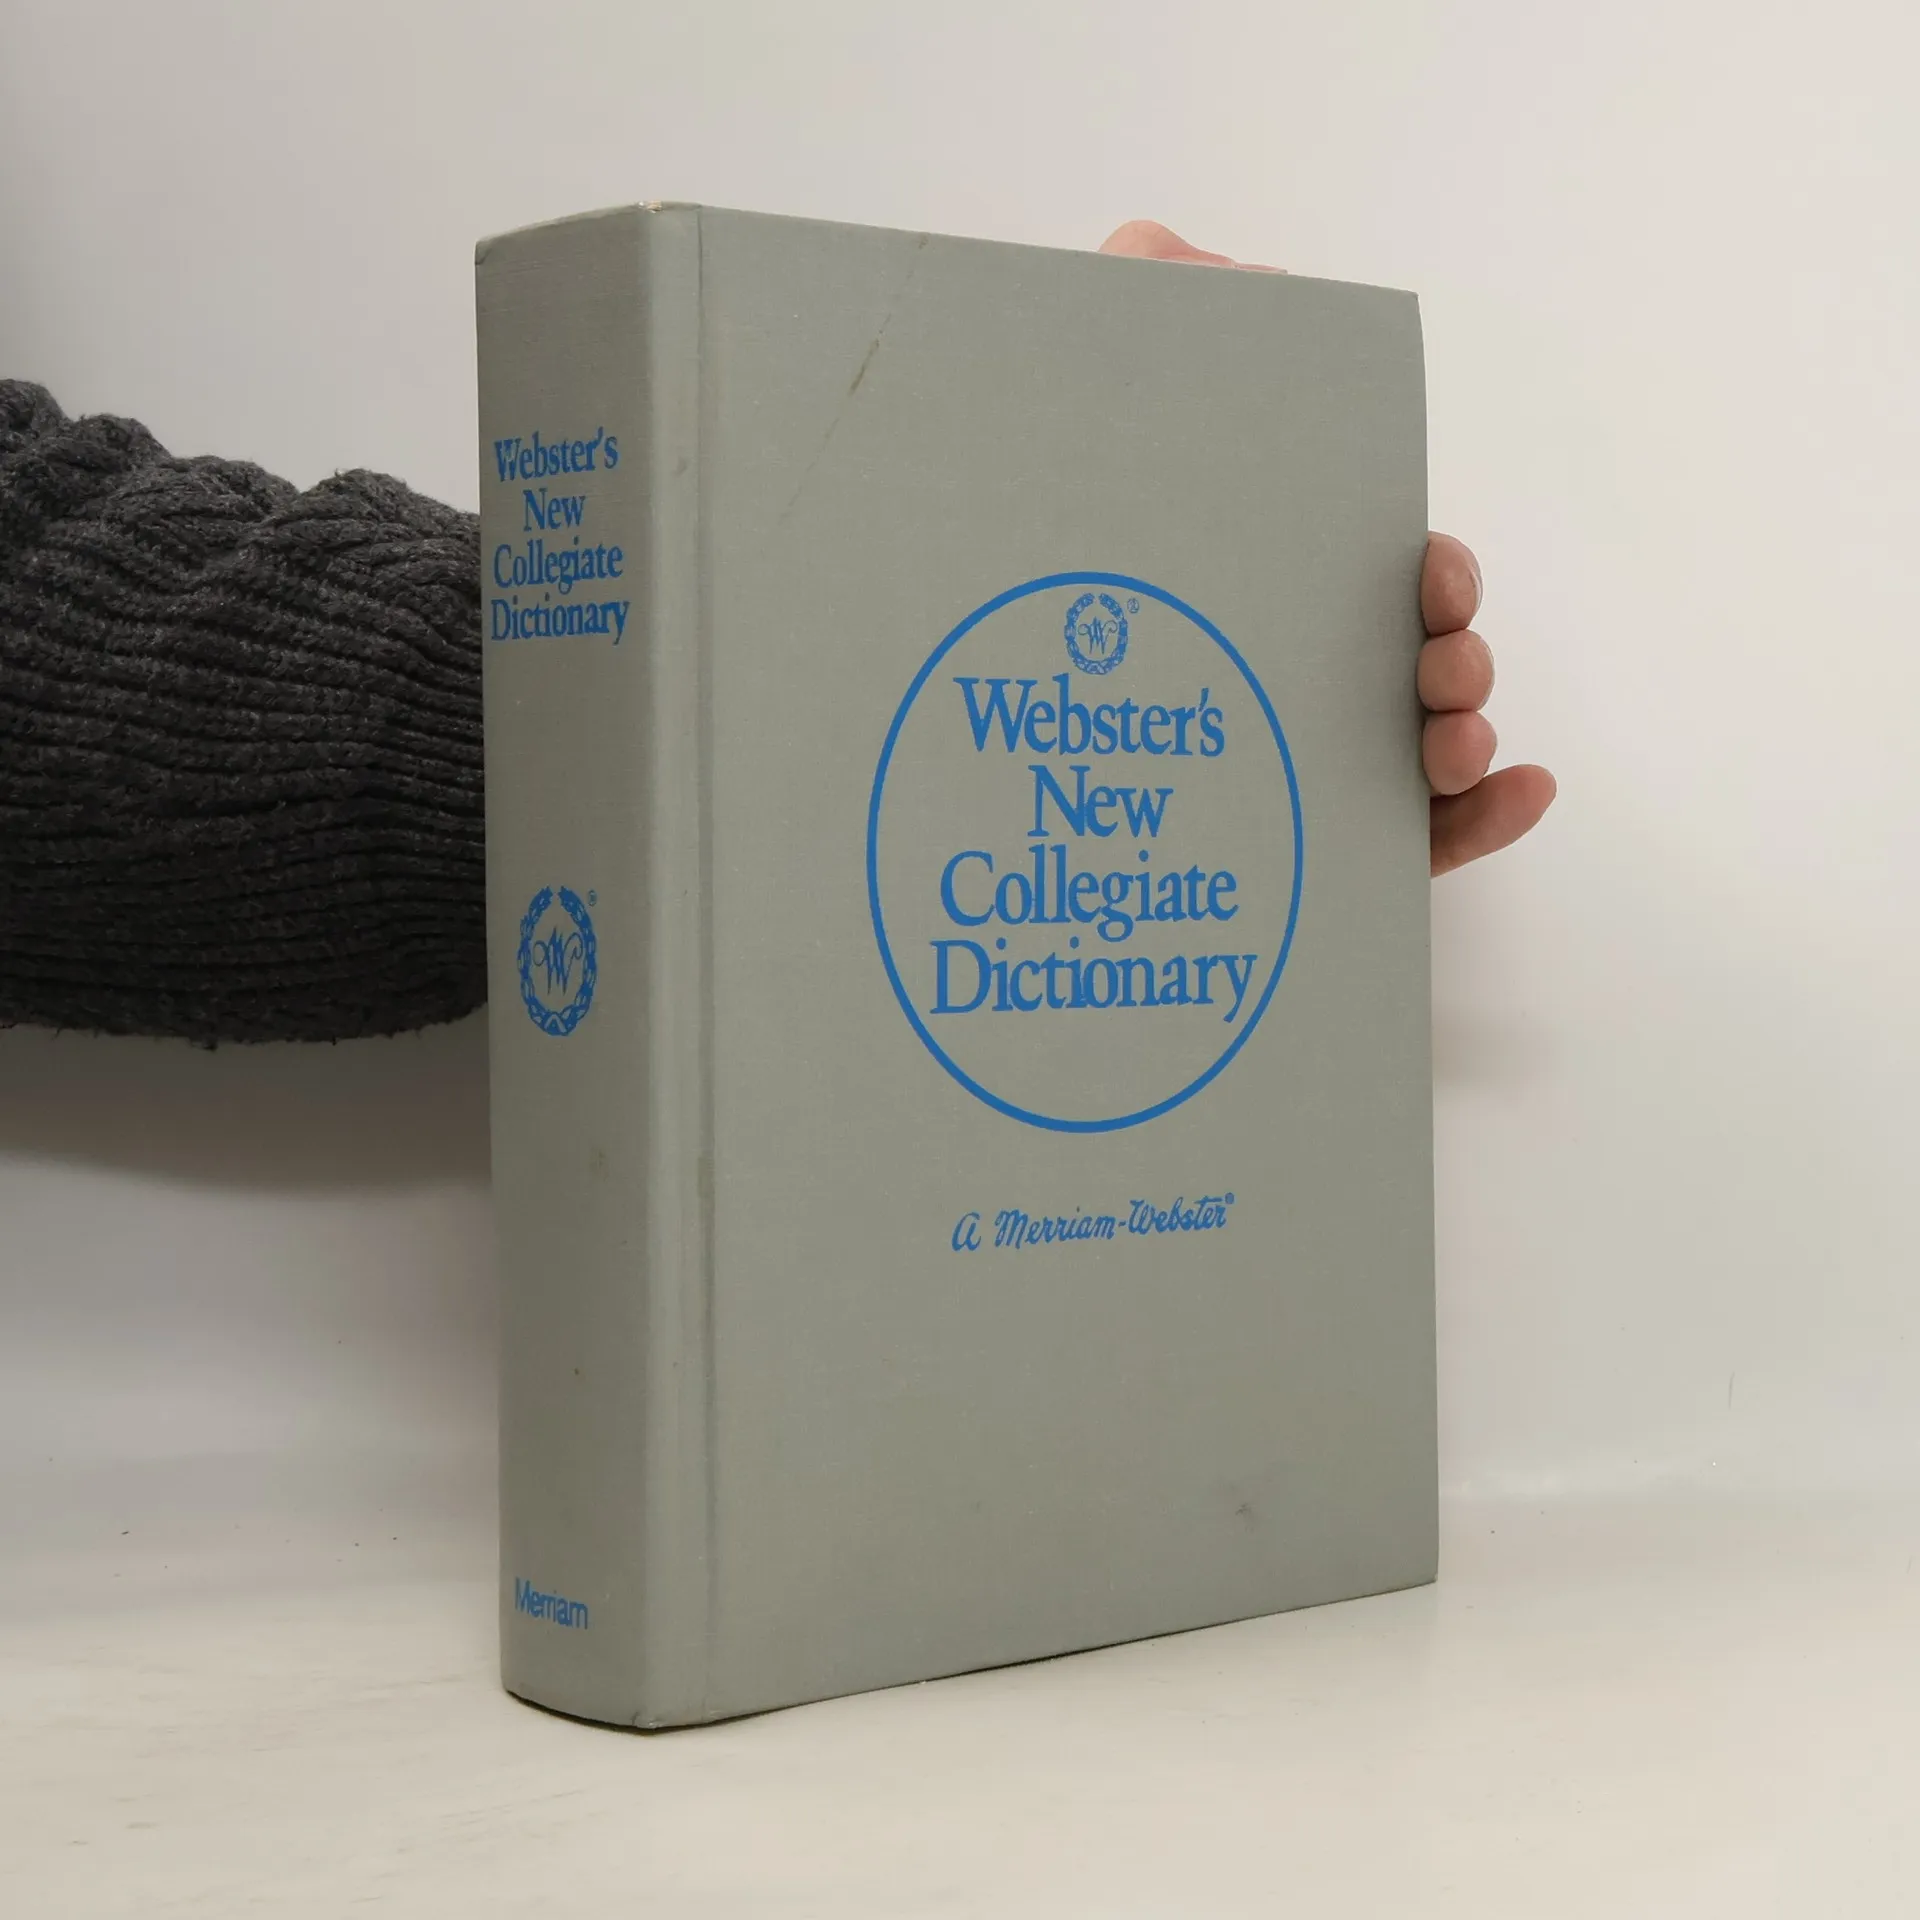 Webster's
New
Collegiate
Dictionary
W
Merriam
W
Webster's
New
Collegiate
Dictionary
A Merriam-Webster®